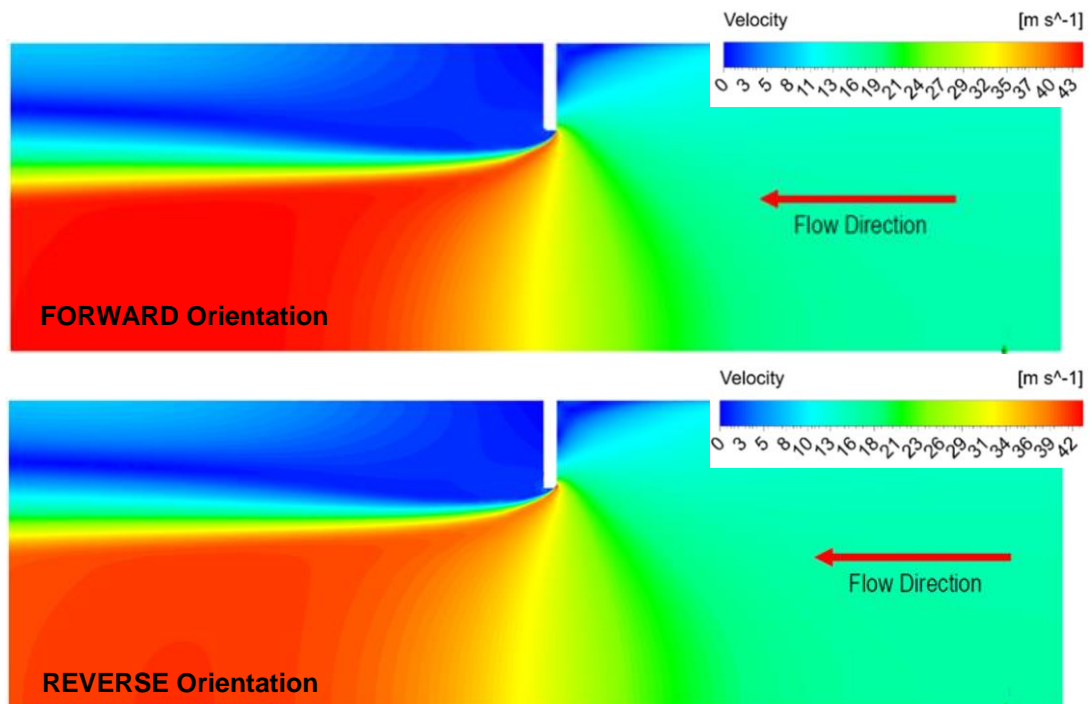 Velocity [m s^-1]
0 3 5 8 11 13 16 19 21 24 27 29 32 35 37 40 43
Flow Direction
FORWARD Orientation
Velocity [m s^-1]
0 3 5 8 10 13 16 18 21 23 26 29 31 34 36 39 42
Flow Direction
REVERSE Orientation